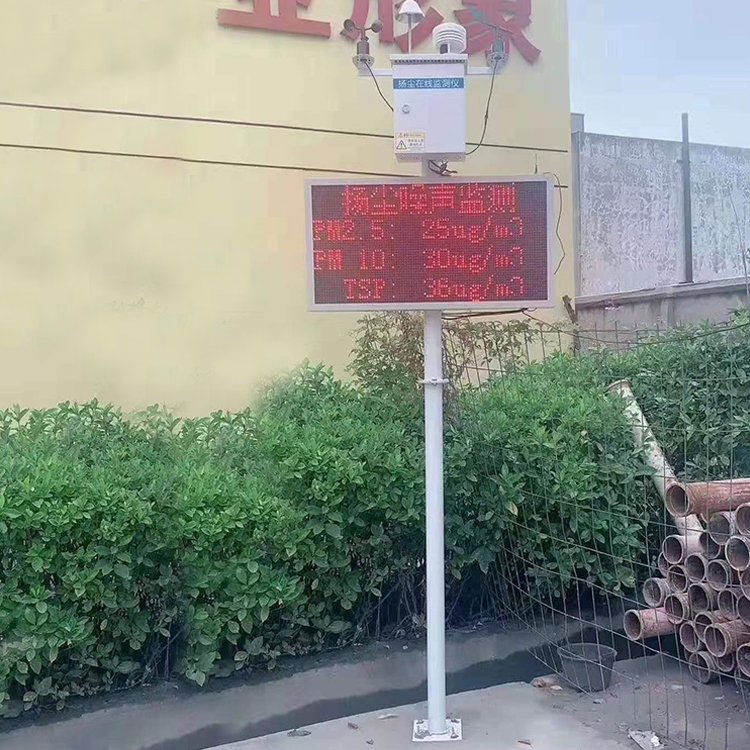 扬尘在线监测仪
扬尘噪声监测
PM2.5: 25ug/m3
PM 10: 30ug/m3
TSP: 36ug/m3